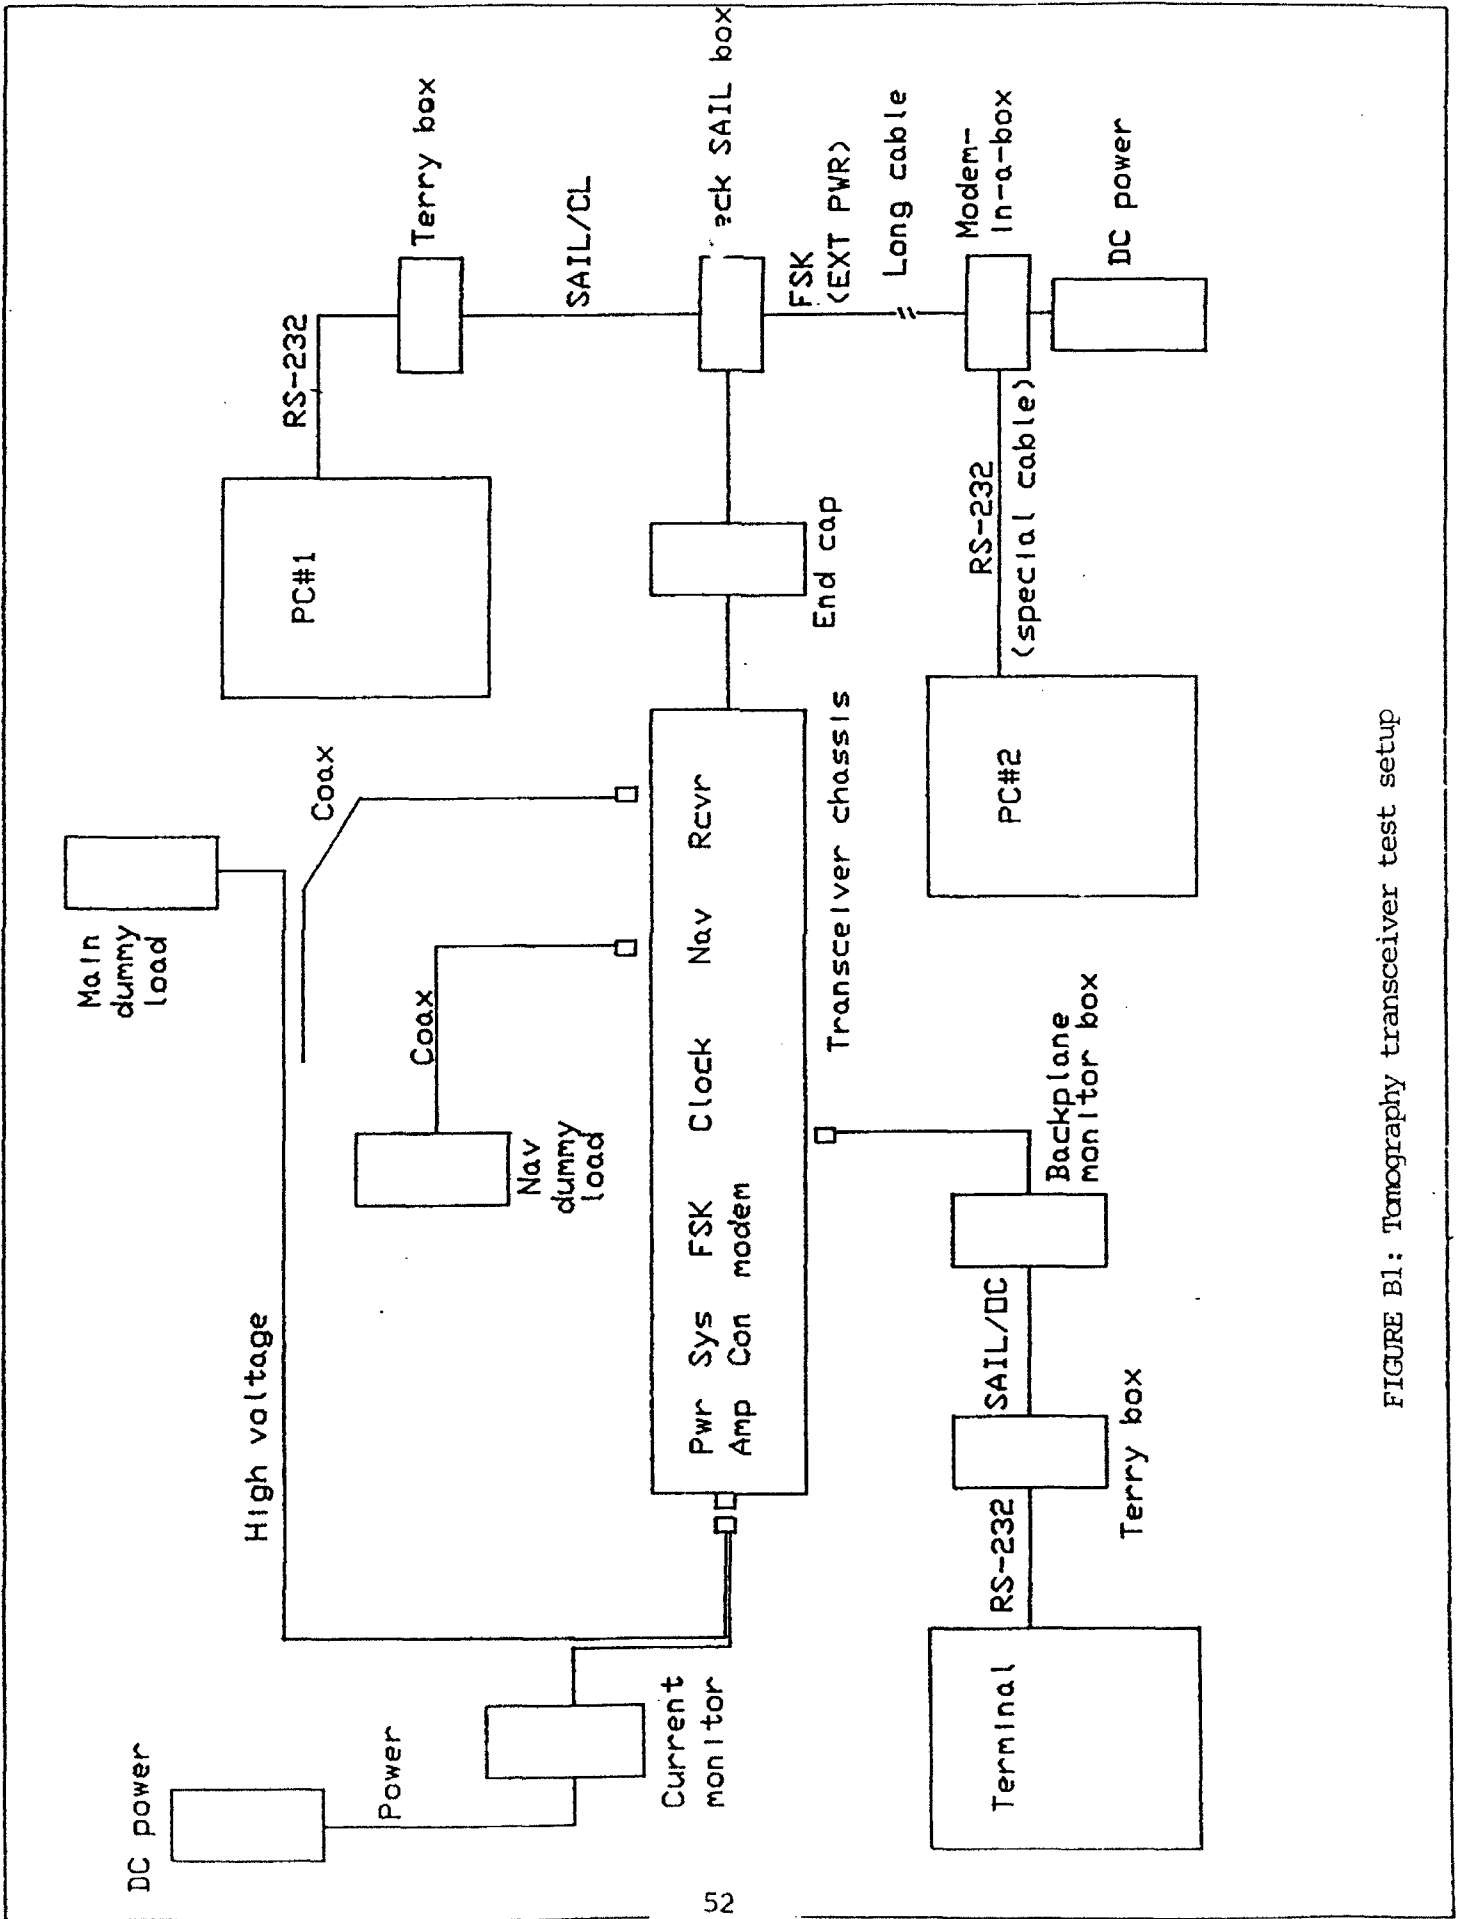 DC power
Power
Current
monitor
High voltage
Main
dummy
load
Coax
Coax
Nav
dummy
load
Pwr Sys FSK Clock Nav Rcvr
Amp Con modem
Transceiver chassis
PC#1
RS-232
Terry box
SAIL/CL
SAIL box
End cap
FSK
(EXT PWR)
Long cable
Modem-
in-a-box
DC power
RS-232
(special cable)
PC#2
Backplane
monitor box
SAIL/DC
Terry box
RS-232
Terminal
FIGURE B1: Tomography transceiver test setup
52